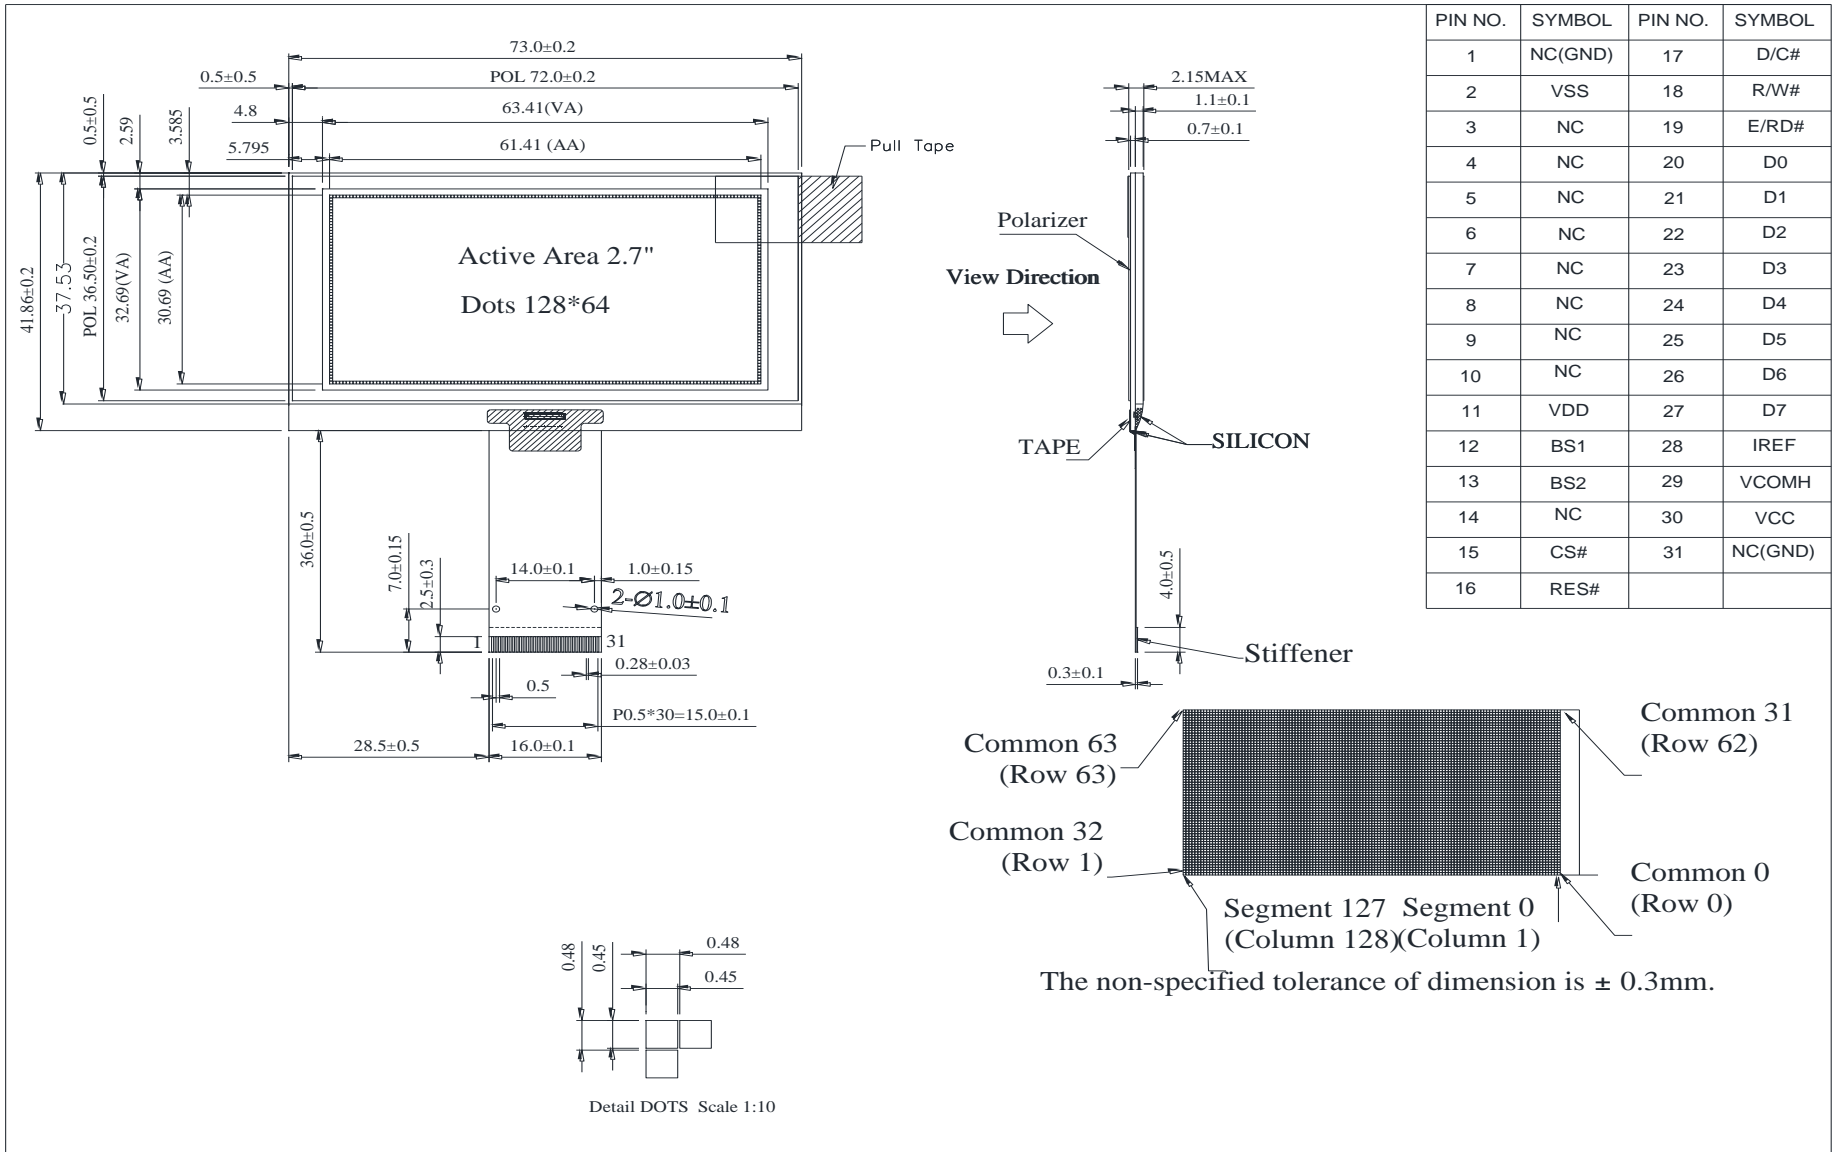 PIN NO. SYMBOL PIN NO. SYMBOL
1 NC(GND) 17 D/C#
2 VSS 18 R/W#
3 NC 19 E/RD#
4 NC 20 D0
5 NC 21 D1
6 NC 22 D2
7 NC 23 D3
8 NC 24 D4
9 NC 25 D5
10 NC 26 D6
11 VDD 27 D7
12 BS1 28 IREF
13 BS2 29 VCOMH
14 NC 30 VCC
15 CS# 31 NC(GND)
16 RES#
73.0±0.2
0.5±0.5
POL 72.0±0.2
4.8
63.41(VA)
5.795
61.41 (AA)
0.5±0.5
2.59
3.585
Pull Tape
41.86±0.2
37.53
POL 36.50±0.2
32.69(VA)
30.69 (AA)
Active Area 2.7"
Dots 128*64
36.0±0.5
7.0±0.15
2.5±0.3
14.0±0.1
1.0±0.15
2-Ø1.0±0.1
1
31
0.28±0.03
0.5
P0.5*30=15.0±0.1
28.5±0.5
16.0±0.1
2.15MAX
1.1±0.1
0.7±0.1
Polarizer
View Direction
TAPE
SILICON
4.0±0.5
Stiffener
0.3±0.1
Common 63
(Row 63)
Common 31
(Row 62)
Common 32
(Row 1)
Common 0
(Row 0)
Segment 127 Segment 0
(Column 128)(Column 1)
The non-specified tolerance of dimension is ± 0.3mm.
0.48
0.45
0.48
0.45
Detail DOTS Scale 1:10